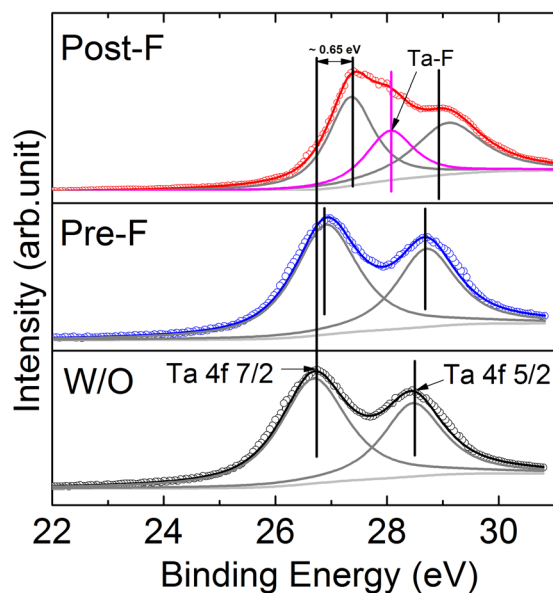 Post-F
~ 0.65 eV
Ta-F
Pre-F
W/O
Ta 4f 7/2
Ta 4f 5/2
Intensity (arb.unit)
22 24 26 28 30
Binding Energy (eV)